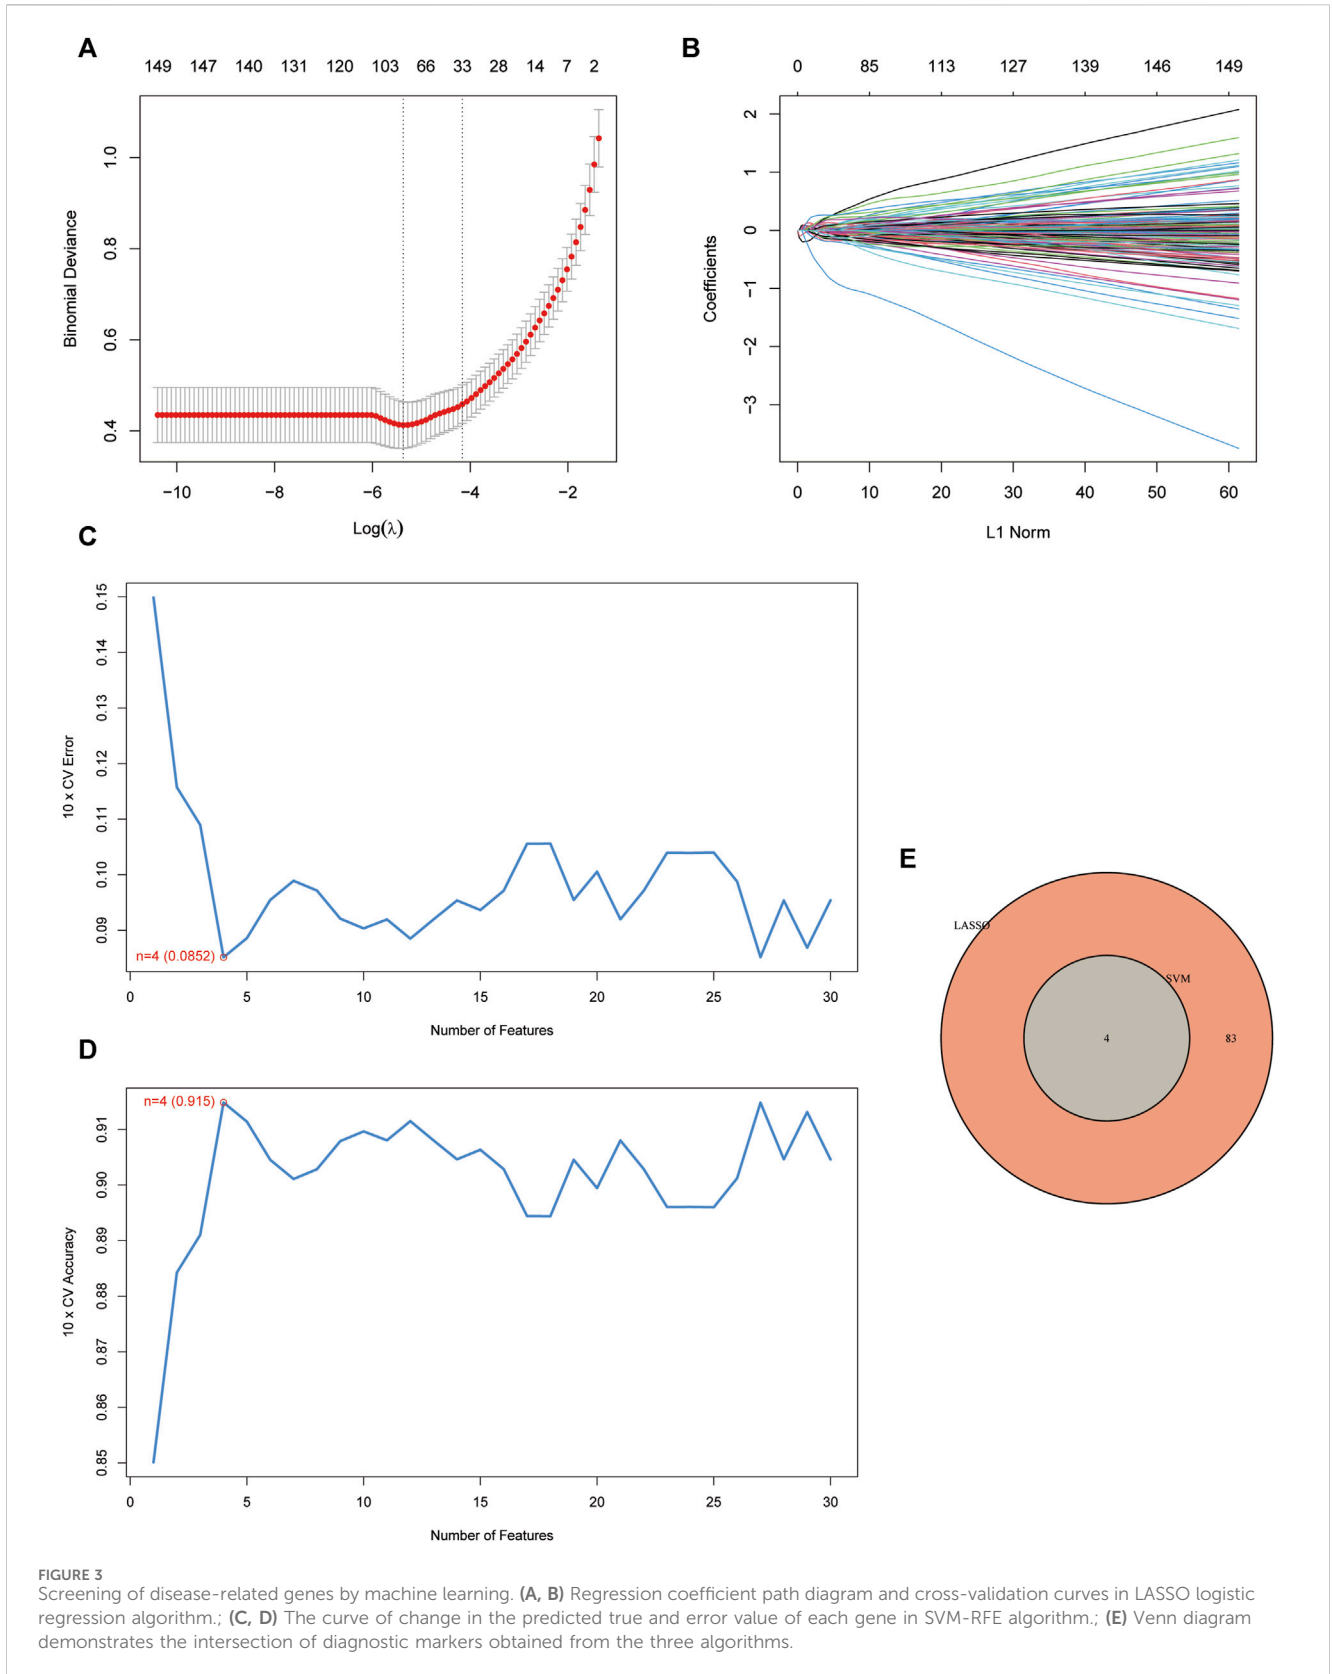 A
149 147 140 131 120 103 66 33 28 14 7 2
Binomial Deviance
1.0
0.8
0.6
0.4
−10 −8 −6 −4 −2
Log(λ)
B
0 85 113 127 139 146 149
Coefficients
2
1
0
−1
−2
−3
0 10 20 30 40 50 60
L1 Norm
C
10 x CV Error
0.15
0.14
0.13
0.12
0.11
0.10
0.09
n=4 (0.0852)
0 5 10 15 20 25 30
Number of Features
D
10 x CV Accuracy
n=4 (0.915)
0.91
0.90
0.89
0.88
0.87
0.86
0.85
0 5 10 15 20 25 30
Number of Features
E
LASSO
SVM
4
83
FIGURE 3
Screening of disease-related genes by machine learning. (A, B) Regression coefficient path diagram and cross-validation curves in LASSO logistic
regression algorithm.; (C, D) The curve of change in the predicted true and error value of each gene in SVM-RFE algorithm.; (E) Venn diagram
demonstrates the intersection of diagnostic markers obtained from the three algorithms.